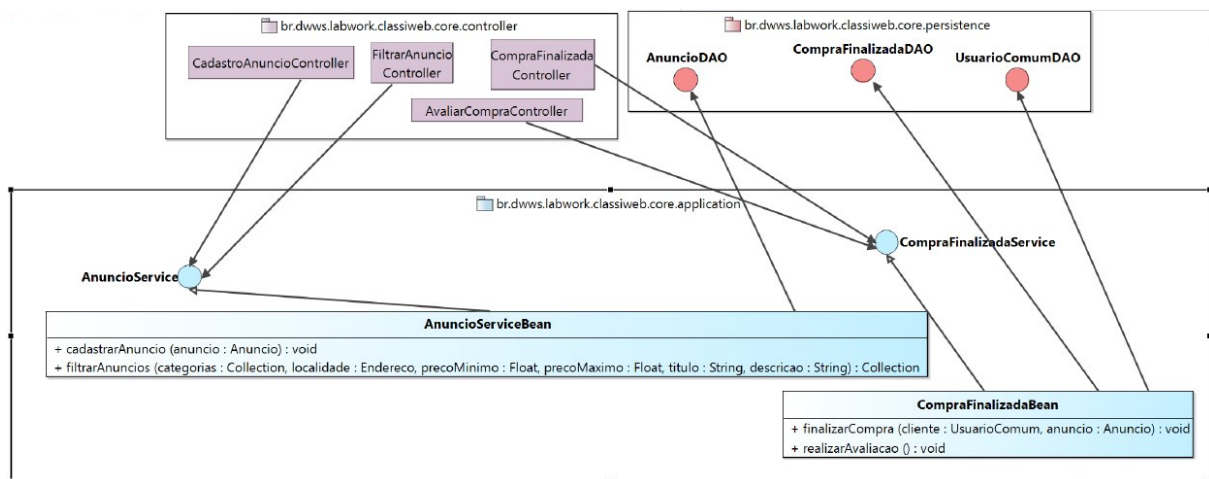 br.dwws.labwork.classiweb.core.controller
CadastroAnuncioController
FiltrarAnuncio
Controller
CompraFinalizada
Controller
AvaliarCompraController
br.dwws.labwork.classiweb.core.persistence
AnuncioDAO
CompraFinalizadaDAO
UsuarioComumDAO
br.dwws.labwork.classiweb.core.application
AnuncioService
CompraFinalizadaService
AnuncioServiceBean
+ cadastrarAnuncio (anuncio : Anuncio) : void
+ filtrarAnuncios (categorias : Collection, localidade : Endereco, precoMinimo : Float, precoMaximo : Float, titulo : String, descricao : String) : Collection
CompraFinalizadaBean
+ finalizarCompra (cliente : UsuarioComum, anuncio : Anuncio) : void
+ realizarAvaliacao () : void